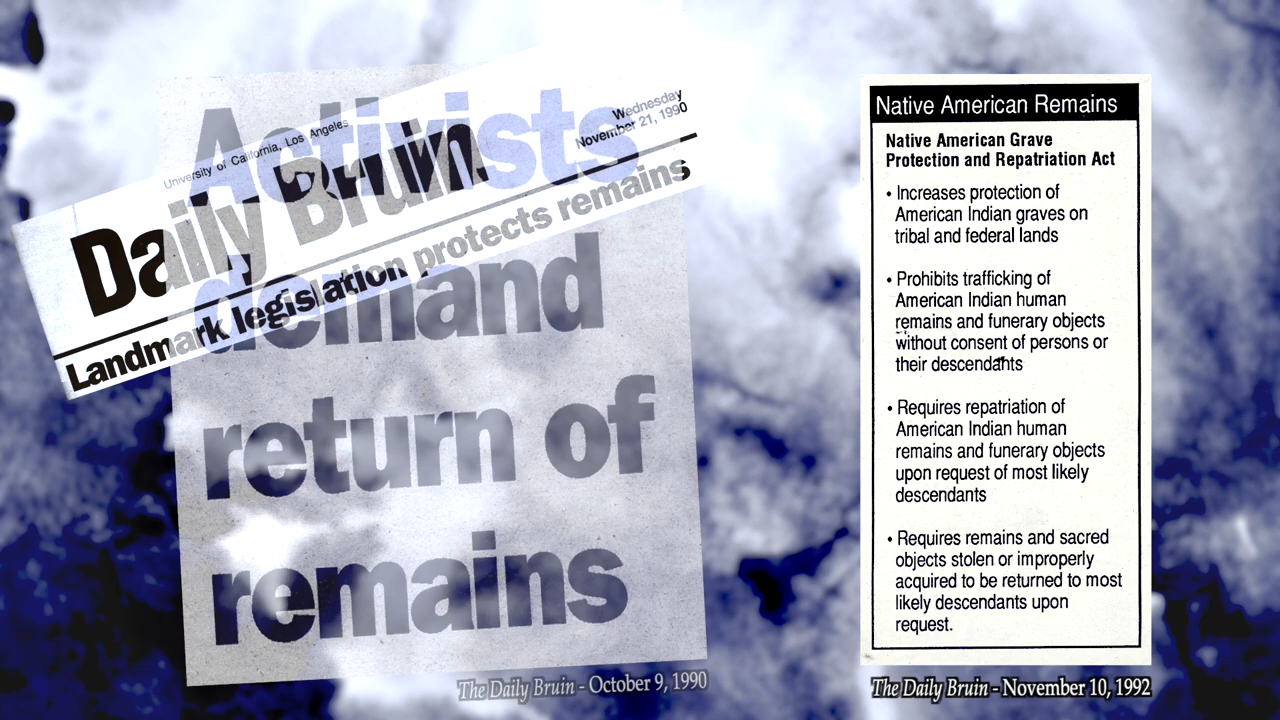 University of California, Los Angeles
Wednesday
November 21, 1990
Daily Bruin
Landmark legislation protects remains
Activists
demand
return of
remains
The Daily Bruin - October 9, 1990
Native American Remains
Native American Grave
Protection and Repatriation Act
• Increases protection of
American Indian graves on
tribal and federal lands
• Prohibits trafficking of
American Indian human
remains and funerary objects
without consent of persons or
their descendants
• Requires repatriation of
American Indian human
remains and funerary objects
upon request of most likely
descendants
• Requires remains and sacred
objects stolen or improperly
acquired to be returned to most
likely descendants upon
request.
The Daily Bruin - November 10, 1992